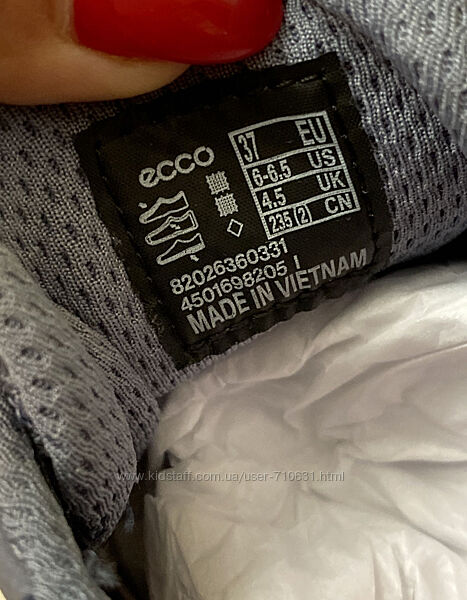 ecco
37 EU
6-6.5 US
4.5 UK
235 (2) CN
82026360331
4501698205 I
MADE IN VIETNAM
www.kidstaff.com.ua/user-710631.html